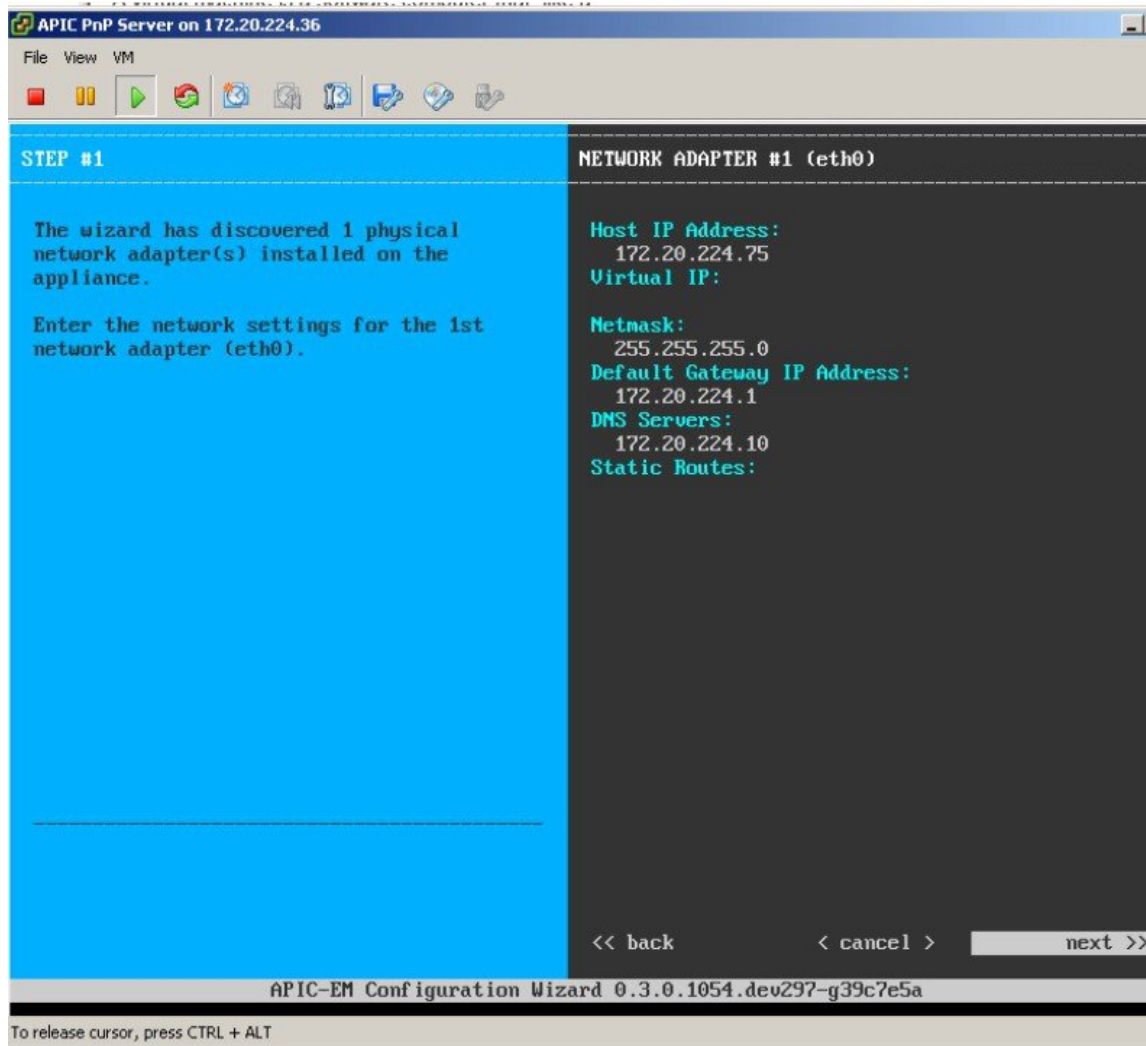 APIC PnP Server on 172.20.224.36
File View VM
STEP #1
The wizard has discovered 1 physical
network adapter(s) installed on the
appliance.
Enter the network settings for the 1st
network adapter (eth0).
NETWORK ADAPTER #1 (eth0)
Host IP Address:
172.20.224.75
Virtual IP:
Netmask:
255.255.255.0
Default Gateway IP Address:
172.20.224.1
DNS Servers:
172.20.224.10
Static Routes:
<< back < cancel > next >>
APIC-EM Configuration Wizard 0.3.0.1054.dev297-g39c7e5a
To release cursor, press CTRL + ALT